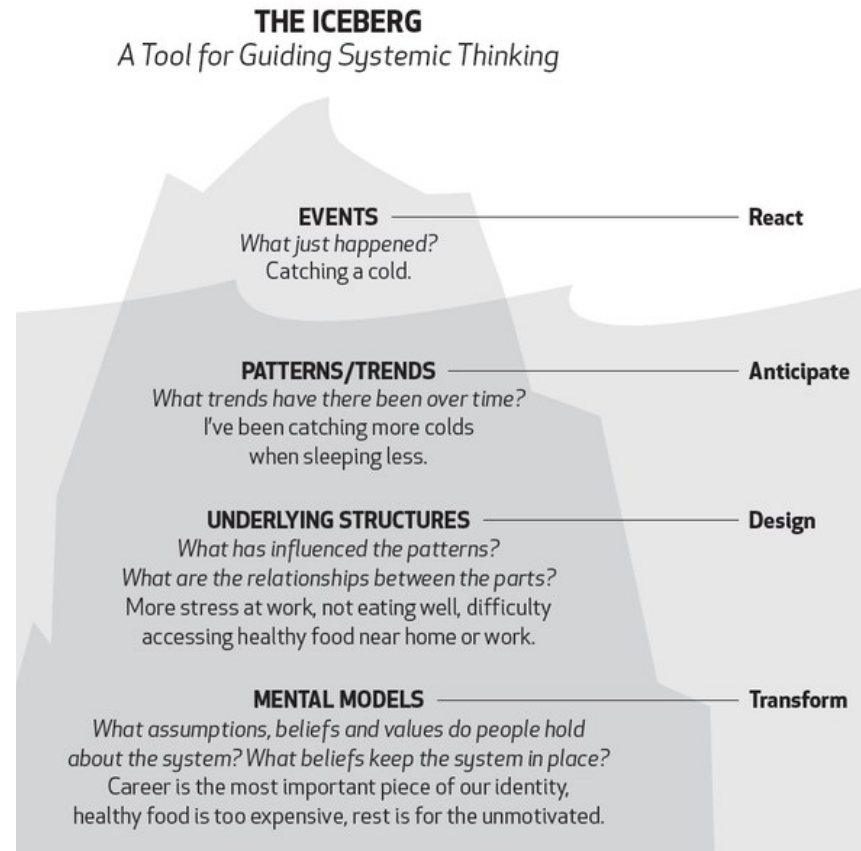 THE ICEBERG
A Tool for Guiding Systemic Thinking
EVENTS
React
What just happened?
Catching a cold.
PATTERNS/TRENDS
Anticipate
What trends have there been over time?
I've been catching more colds
when sleeping less.
UNDERLYING STRUCTURES
Design
What has influenced the patterns?
What are the relationships between the parts?
More stress at work, not eating well, difficulty
accessing healthy food near home or work.
MENTAL MODELS
Transform
What assumptions, beliefs and values do people hold
about the system? What beliefs keep the system in place?
Career is the most important piece of our identity,
healthy food is too expensive, rest is for the unmotivated.